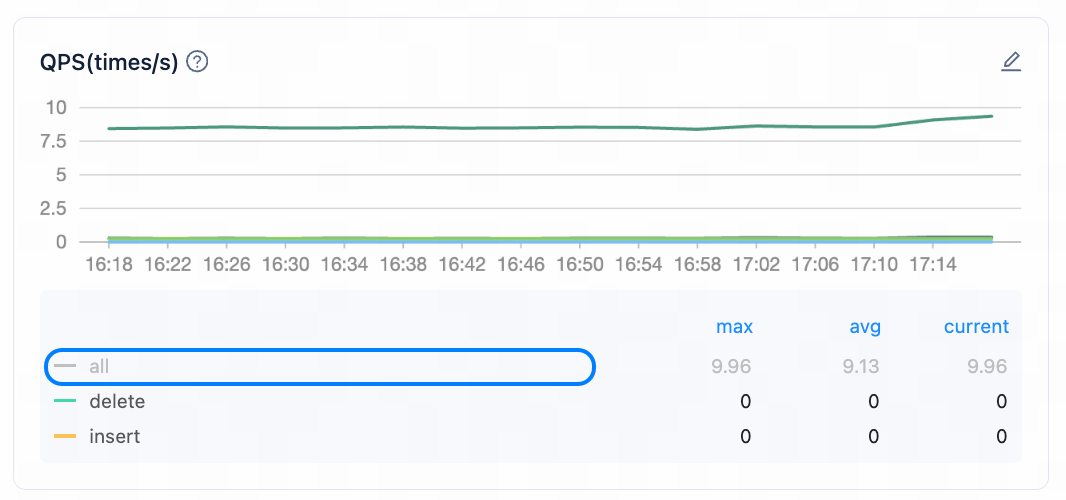 QPS(times/s) ?
10
7.5
5
2.5
0
16:18 16:22 16:26 16:30 16:34 16:38 16:42 16:46 16:50 16:54 16:58 17:02 17:06 17:10 17:14
max avg current
all 9.96 9.13 9.96
delete 0 0 0
insert 0 0 0